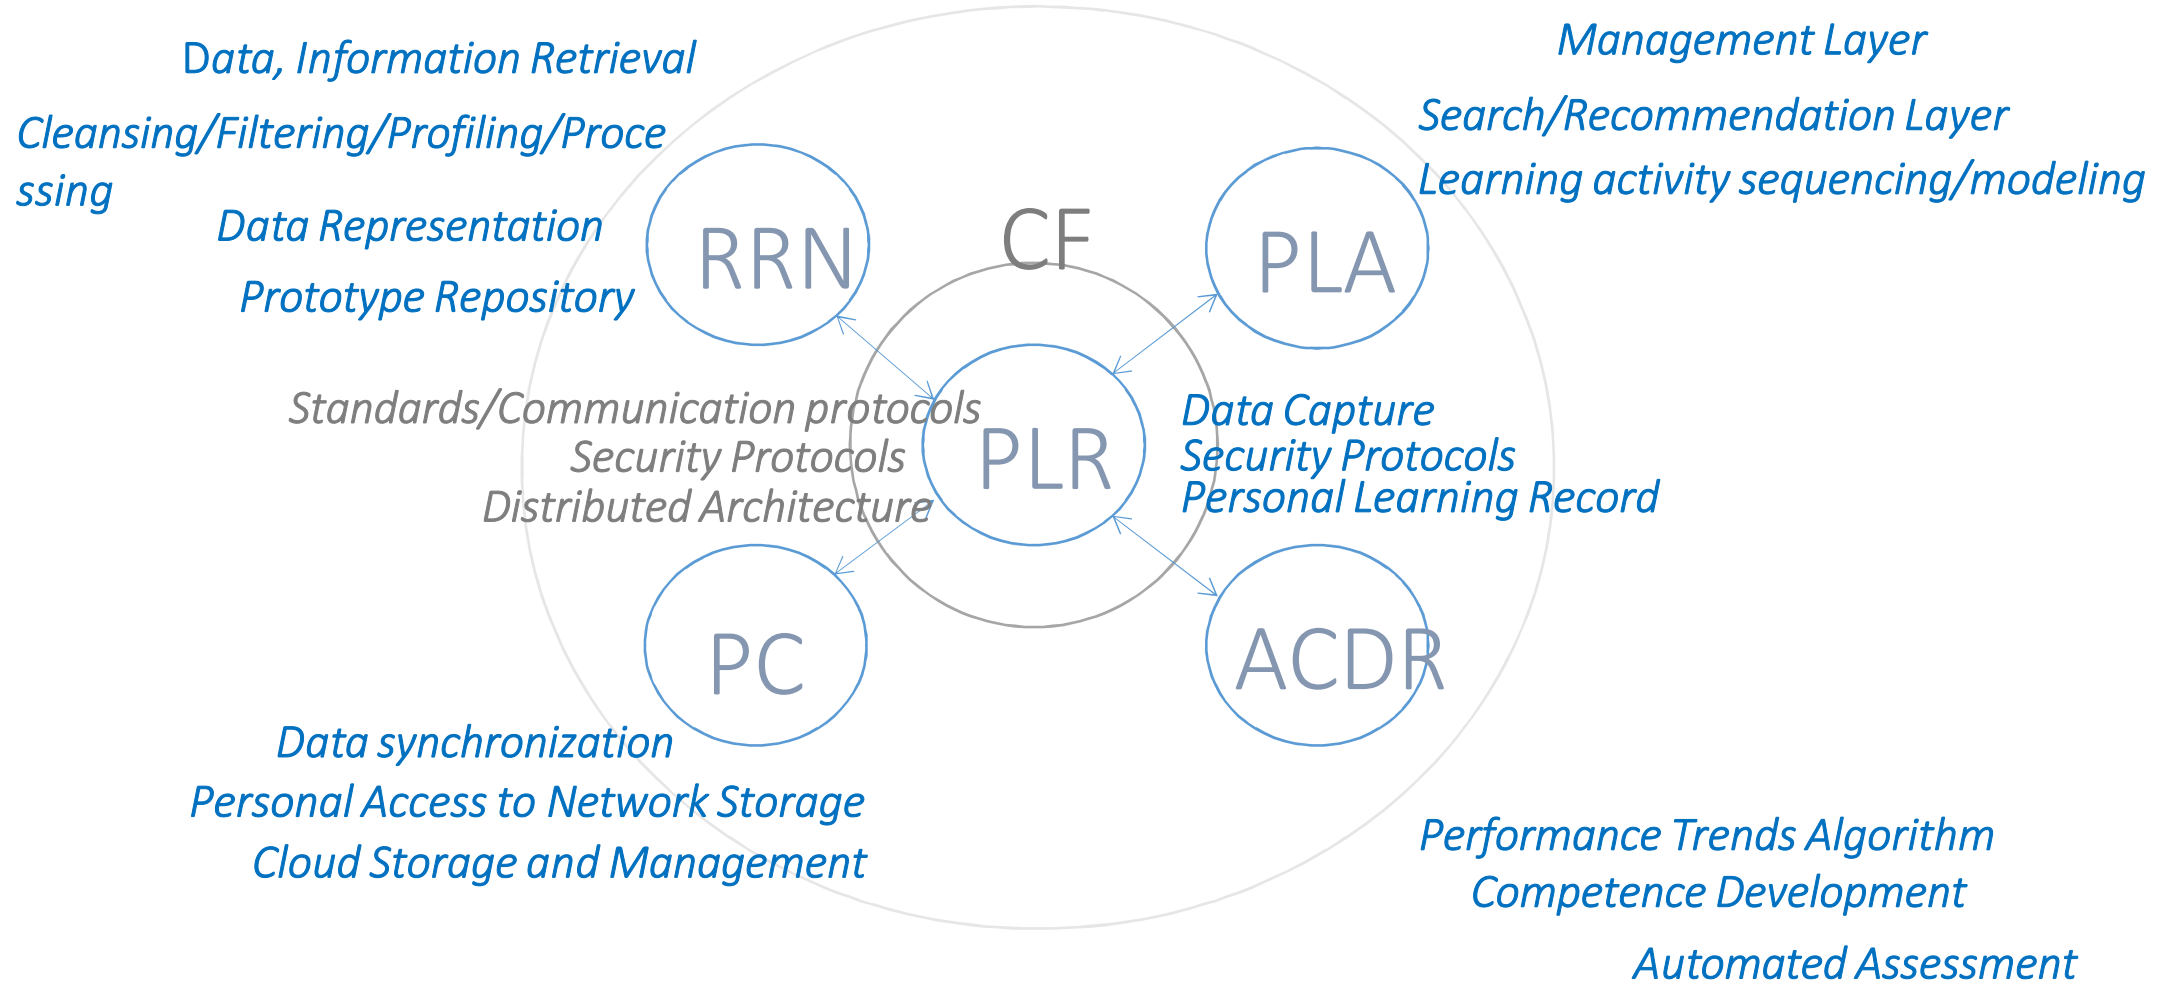 Data, Information Retrieval
Cleansing/Filtering/Profiling/Proce
ssing
Data Representation
Prototype Repository
Management Layer
Search/Recommendation Layer
Learning activity sequencing/modeling
RRN
CF
PLA
Standards/Communication protocols
Security Protocols
Distributed Architecture
PLR
Data Capture
Security Protocols
Personal Learning Record
PC
ACDR
Data synchronization
Personal Access to Network Storage
Cloud Storage and Management
Performance Trends Algorithm
Competence Development
Automated Assessment